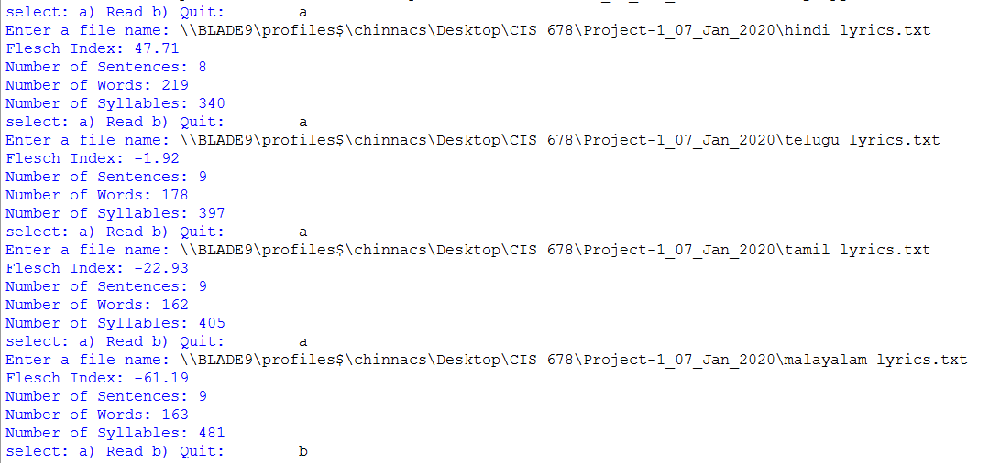 select: a) Read b) Quit:        a
Enter a file name: \\BLADE9\profiles$\chinnacs\Desktop\CIS 678\Project-1_07_Jan_2020\hindi lyrics.txt
Flesch Index: 47.71
Number of Sentences: 8
Number of Words: 219
Number of Syllables: 340
select: a) Read b) Quit:        a
Enter a file name: \\BLADE9\profiles$\chinnacs\Desktop\CIS 678\Project-1_07_Jan_2020\telugu lyrics.txt
Flesch Index: -1.92
Number of Sentences: 9
Number of Words: 178
Number of Syllables: 397
select: a) Read b) Quit:        a
Enter a file name: \\BLADE9\profiles$\chinnacs\Desktop\CIS 678\Project-1_07_Jan_2020\tamil lyrics.txt
Flesch Index: -22.93
Number of Sentences: 9
Number of Words: 162
Number of Syllables: 405
select: a) Read b) Quit:        a
Enter a file name: \\BLADE9\profiles$\chinnacs\Desktop\CIS 678\Project-1_07_Jan_2020\malayalam lyrics.txt
Flesch Index: -61.19
Number of Sentences: 9
Number of Words: 163
Number of Syllables: 481
select: a) Read b) Quit:        b